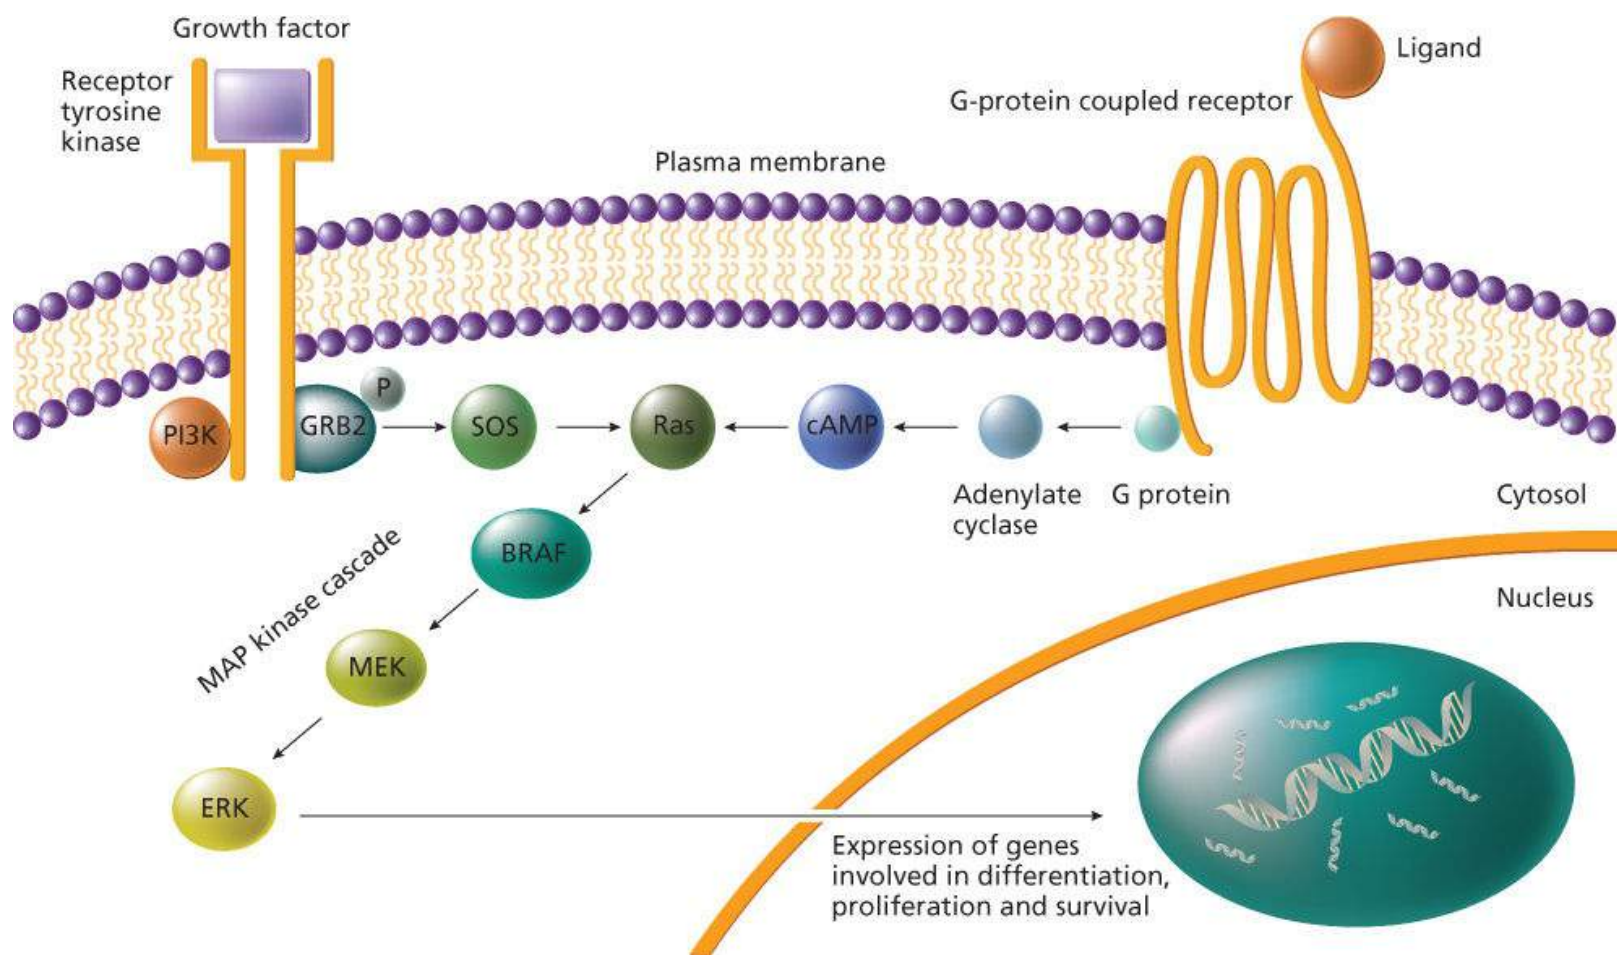 Growth factor
Receptor
tyrosine
kinase
Ligand
G-protein coupled receptor
Plasma membrane
P
PI3K
GRB2
SOS
Ras
cAMP
Adenylate
cyclase
G protein
Cytosol
BRAF
MAP kinase cascade
Nucleus
MEK
ERK
Expression of genes
involved in differentiation,
proliferation and survival